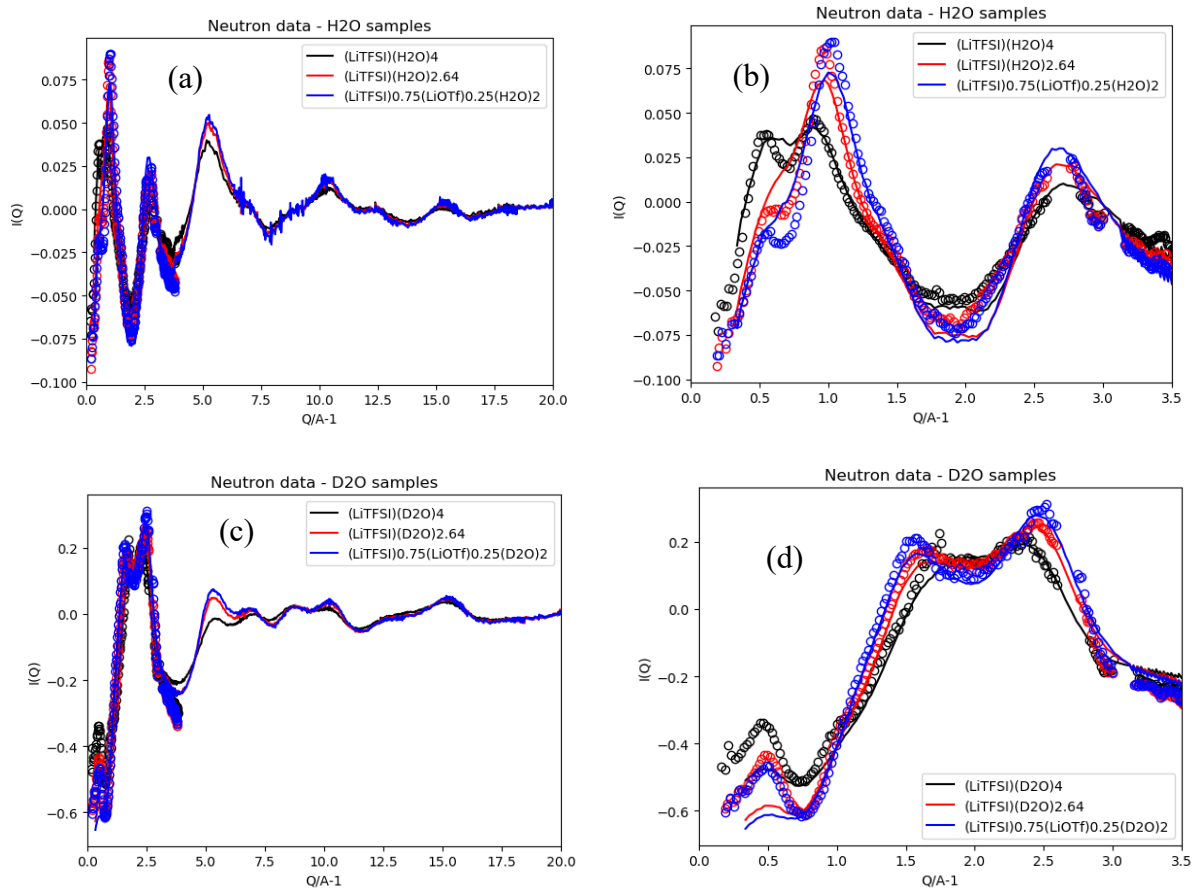 Neutron data - H2O samples
(a)
(LiTFSI)(H2O)4
(LiTFSI)(H2O)2.64
(LiTFSI)0.75(LiOTf)0.25(H2O)2
I(Q)
0.075
0.050
0.025
0.000
−0.025
−0.050
−0.075
−0.100
0.0 2.5 5.0 7.5 10.0 12.5 15.0 17.5 20.0
Q/A-1
Neutron data - H2O samples
(b)
(LiTFSI)(H2O)4
(LiTFSI)(H2O)2.64
(LiTFSI)0.75(LiOTf)0.25(H2O)2
I(Q)
0.075
0.050
0.025
0.000
−0.025
−0.050
−0.075
−0.100
0.0 0.5 1.0 1.5 2.0 2.5 3.0 3.5
Q/A-1
Neutron data - D2O samples
(c)
(LiTFSI)(D2O)4
(LiTFSI)(D2O)2.64
(LiTFSI)0.75(LiOTf)0.25(D2O)2
I(Q)
0.2
0.0
−0.2
−0.4
−0.6
0.0 2.5 5.0 7.5 10.0 12.5 15.0 17.5 20.0
Q/A-1
Neutron data - D2O samples
(d)
I(Q)
0.2
0.0
−0.2
−0.4
−0.6
(LiTFSI)(D2O)4
(LiTFSI)(D2O)2.64
(LiTFSI)0.75(LiOTf)0.25(D2O)2
0.0 0.5 1.0 1.5 2.0 2.5 3.0 3.5
Q/A-1